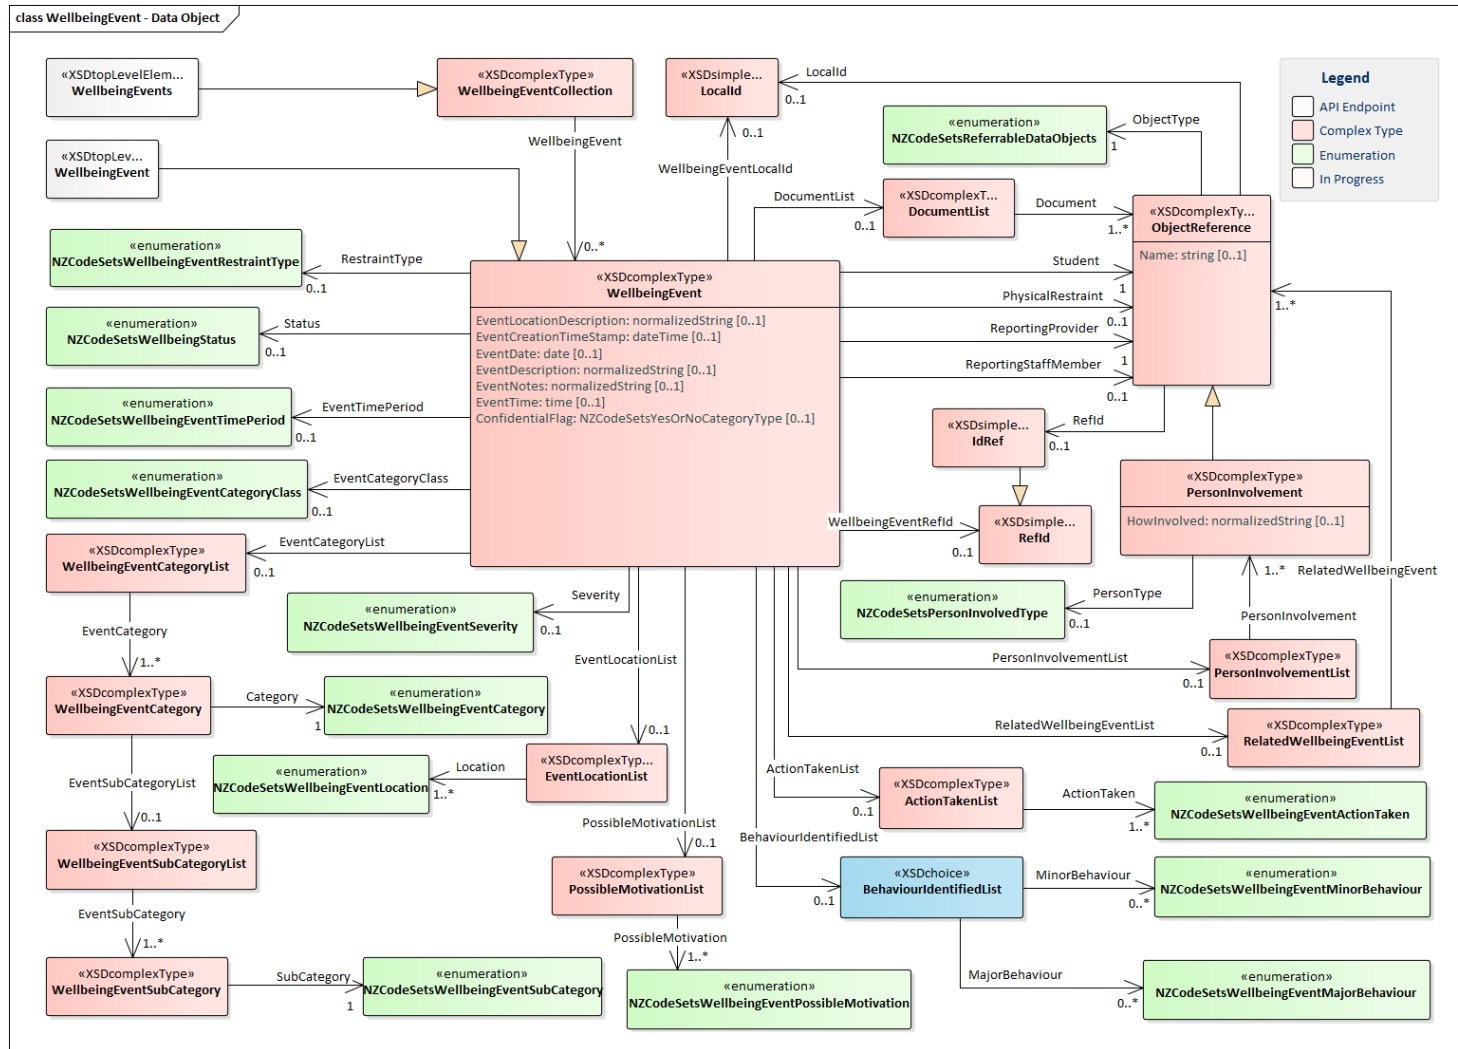 class WellbeingEvent - Data Object
«XSDtopLevelElem...
WellbeingEvents
«XSDcomplexType»
WellbeingEventCollection
«XSDsimple...
LocalId
LocalId
0..1
Legend
API Endpoint
Complex Type
Enumeration
In Progress
«enumeration»
NZCodeSetsReferrableDataObjects
ObjectType
1
WellbeingEvent
0..1
«XSDtopLev...
WellbeingEvent
WellbeingEventLocalId
DocumentList
0..1
«XSDcomplexT...
DocumentList
Document
1..*
«XSDcomplexTy...
ObjectReference
Name: string [0..1]
«enumeration»
NZCodeSetsWellbeingEventRestraintType
RestraintType
0..1
0..*
«XSDcomplexType»
WellbeingEvent
EventLocationDescription: normalizedString [0..1]
EventCreationTimeStamp: dateTime [0..1]
EventDate: date [0..1]
EventDescription: normalizedString [0..1]
EventNotes: normalizedString [0..1]
EventTime: time [0..1]
ConfidentialFlag: NZCodeSetsYesOrNoCategoryType [0..1]
Student
1
PhysicalRestraint
0..1
ReportingProvider
1
ReportingStaffMember
0..1
1..*
«enumeration»
NZCodeSetsWellbeingStatus
Status
0..1
«enumeration»
NZCodeSetsWellbeingEventTimePeriod
EventTimePeriod
0..1
«XSDsimple...
IdRef
RefId
0..1
«enumeration»
NZCodeSetsWellbeingEventCategoryClass
EventCategoryClass
0..1
«XSDcomplexType»
PersonInvolvement
HowInvolved: normalizedString [0..1]
WellbeingEventRefId
0..1
«XSDsimple...
RefId
«XSDcomplexType»
WellbeingEventCategoryList
EventCategoryList
0..1
1..*
RelatedWellbeingEvent
«enumeration»
NZCodeSetsWellbeingEventSeverity
Severity
0..1
«enumeration»
NZCodeSetsPersonInvolvedType
PersonType
0..1
PersonInvolvement
EventCategory
1..*
EventLocationList
PersonInvolvementList
0..1
«XSDcomplexType»
PersonInvolvementList
«XSDcomplexType»
WellbeingEventCategory
Category
1
«enumeration»
NZCodeSetsWellbeingEventCategory
0..1
RelatedWellbeingEventList
0..1
«XSDcomplexType»
RelatedWellbeingEventList
EventSubCategoryList
0..1
«enumeration»
NZCodeSetsWellbeingEventLocation
Location
1..*
«XSDcomplexTyp...
EventLocationList
ActionTakenList
0..1
«XSDcomplexType»
ActionTakenList
ActionTaken
1..*
«enumeration»
NZCodeSetsWellbeingEventActionTaken
PossibleMotivationList
0..1
BehaviourIdentifiedList
0..1
«XSDcomplexType»
WellbeingEventSubCategoryList
«XSDcomplexType»
PossibleMotivationList
«XSDchoice»
BehaviourIdentifiedList
MinorBehaviour
0..*
«enumeration»
NZCodeSetsWellbeingEventMinorBehaviour
EventSubCategory
1..*
PossibleMotivation
1..*
«XSDcomplexType»
WellbeingEventSubCategory
SubCategory
1
«enumeration»
NZCodeSetsWellbeingEventSubCategory
«enumeration»
NZCodeSetsWellbeingEventPossibleMotivation
MajorBehaviour
0..*
«enumeration»
NZCodeSetsWellbeingEventMajorBehaviour